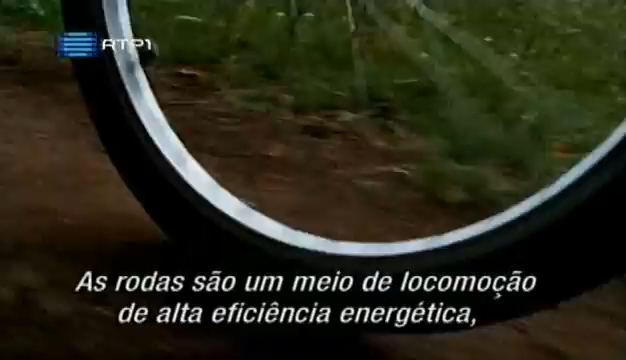 RTP1
As rodas são um meio de locomoção
de alta eficiência energética,